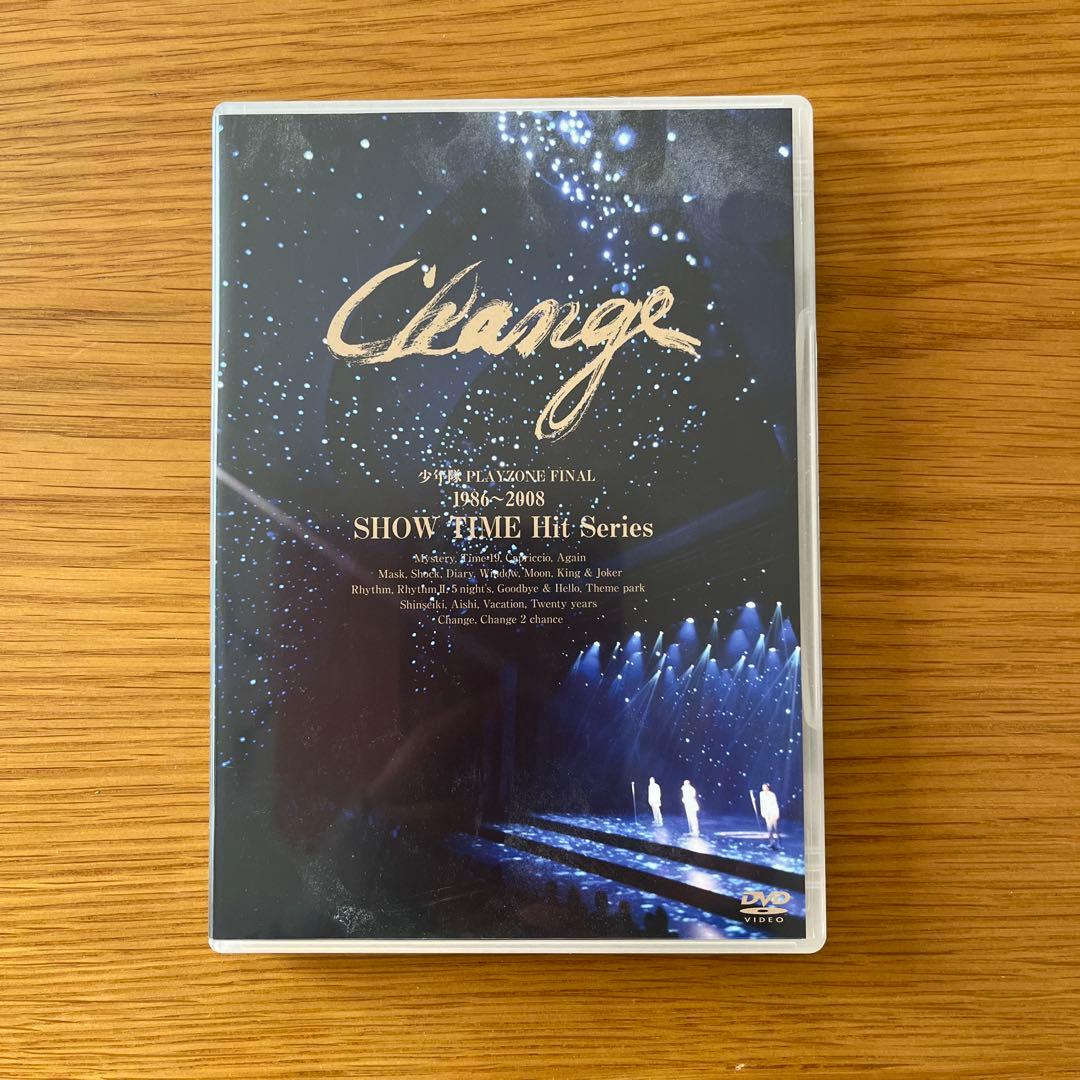 Change
少年隊 PLAYZONE FINAL
1986~2008
SHOW TIME Hit Series
Mystery, Time-19, Capriccio, Again
Mask, Shock, Diary, Window, Moon, King & Joker
Rhythm, Rhythm II, 5 night's, Goodbye & Hello, Theme park
Shinseiki, Aishi, Vacation, Twenty years
Change, Change 2 chance
DVD
VIDEO